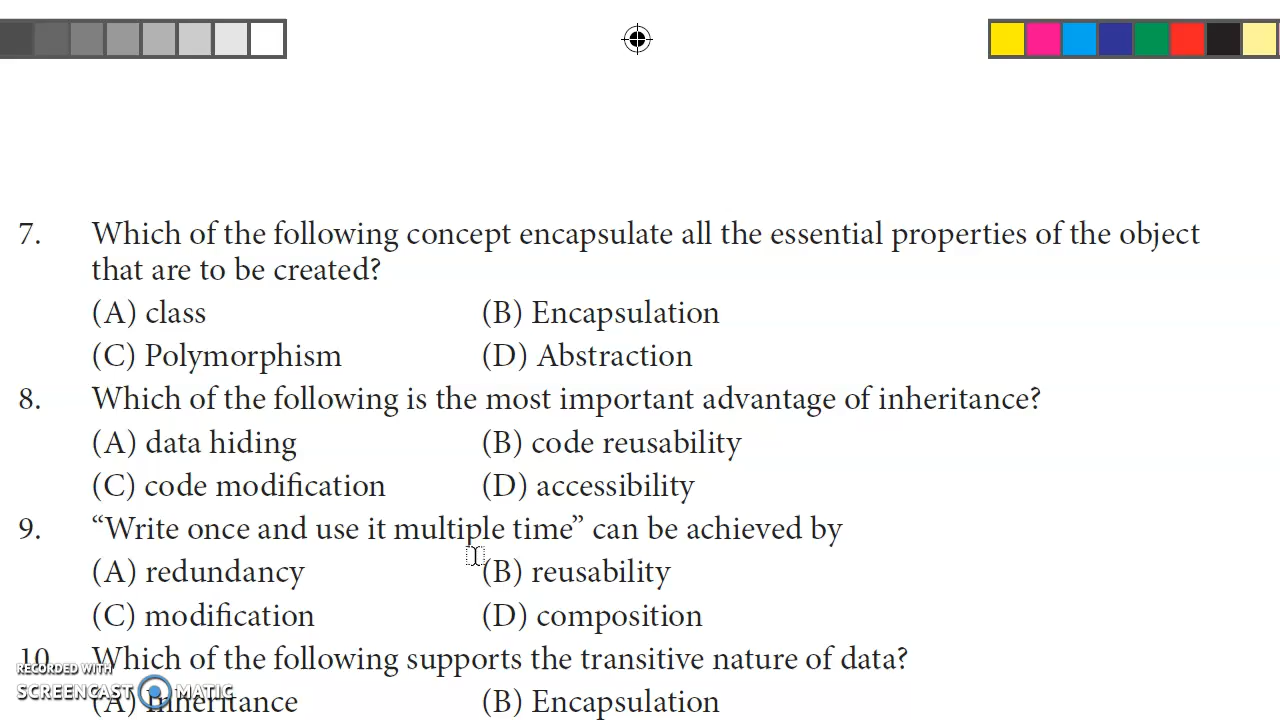 7. Which of the following concept encapsulate all the essential properties of the object
that are to be created?
(A) class (B) Encapsulation
(C) Polymorphism (D) Abstraction
8. Which of the following is the most important advantage of inheritance?
(A) data hiding (B) code reusability
(C) code modification (D) accessibility
9. “Write once and use it multiple time” can be achieved by
(A) redundancy (B) reusability
(C) modification (D) composition
10. Which of the following supports the transitive nature of data?
RECORDED WITH
SCREENCAST MATIC
(A) Inheritance (B) Encapsulation